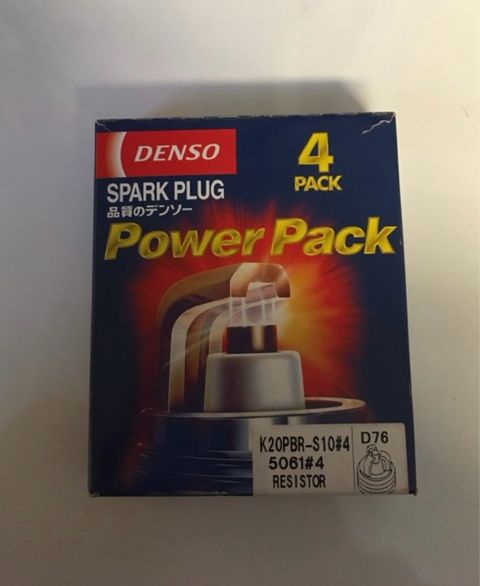 DENSO
4
PACK
SPARK PLUG
品質のデンソー
Power Pack
K20PBR-S10#4
D76
5061#4
RESISTOR